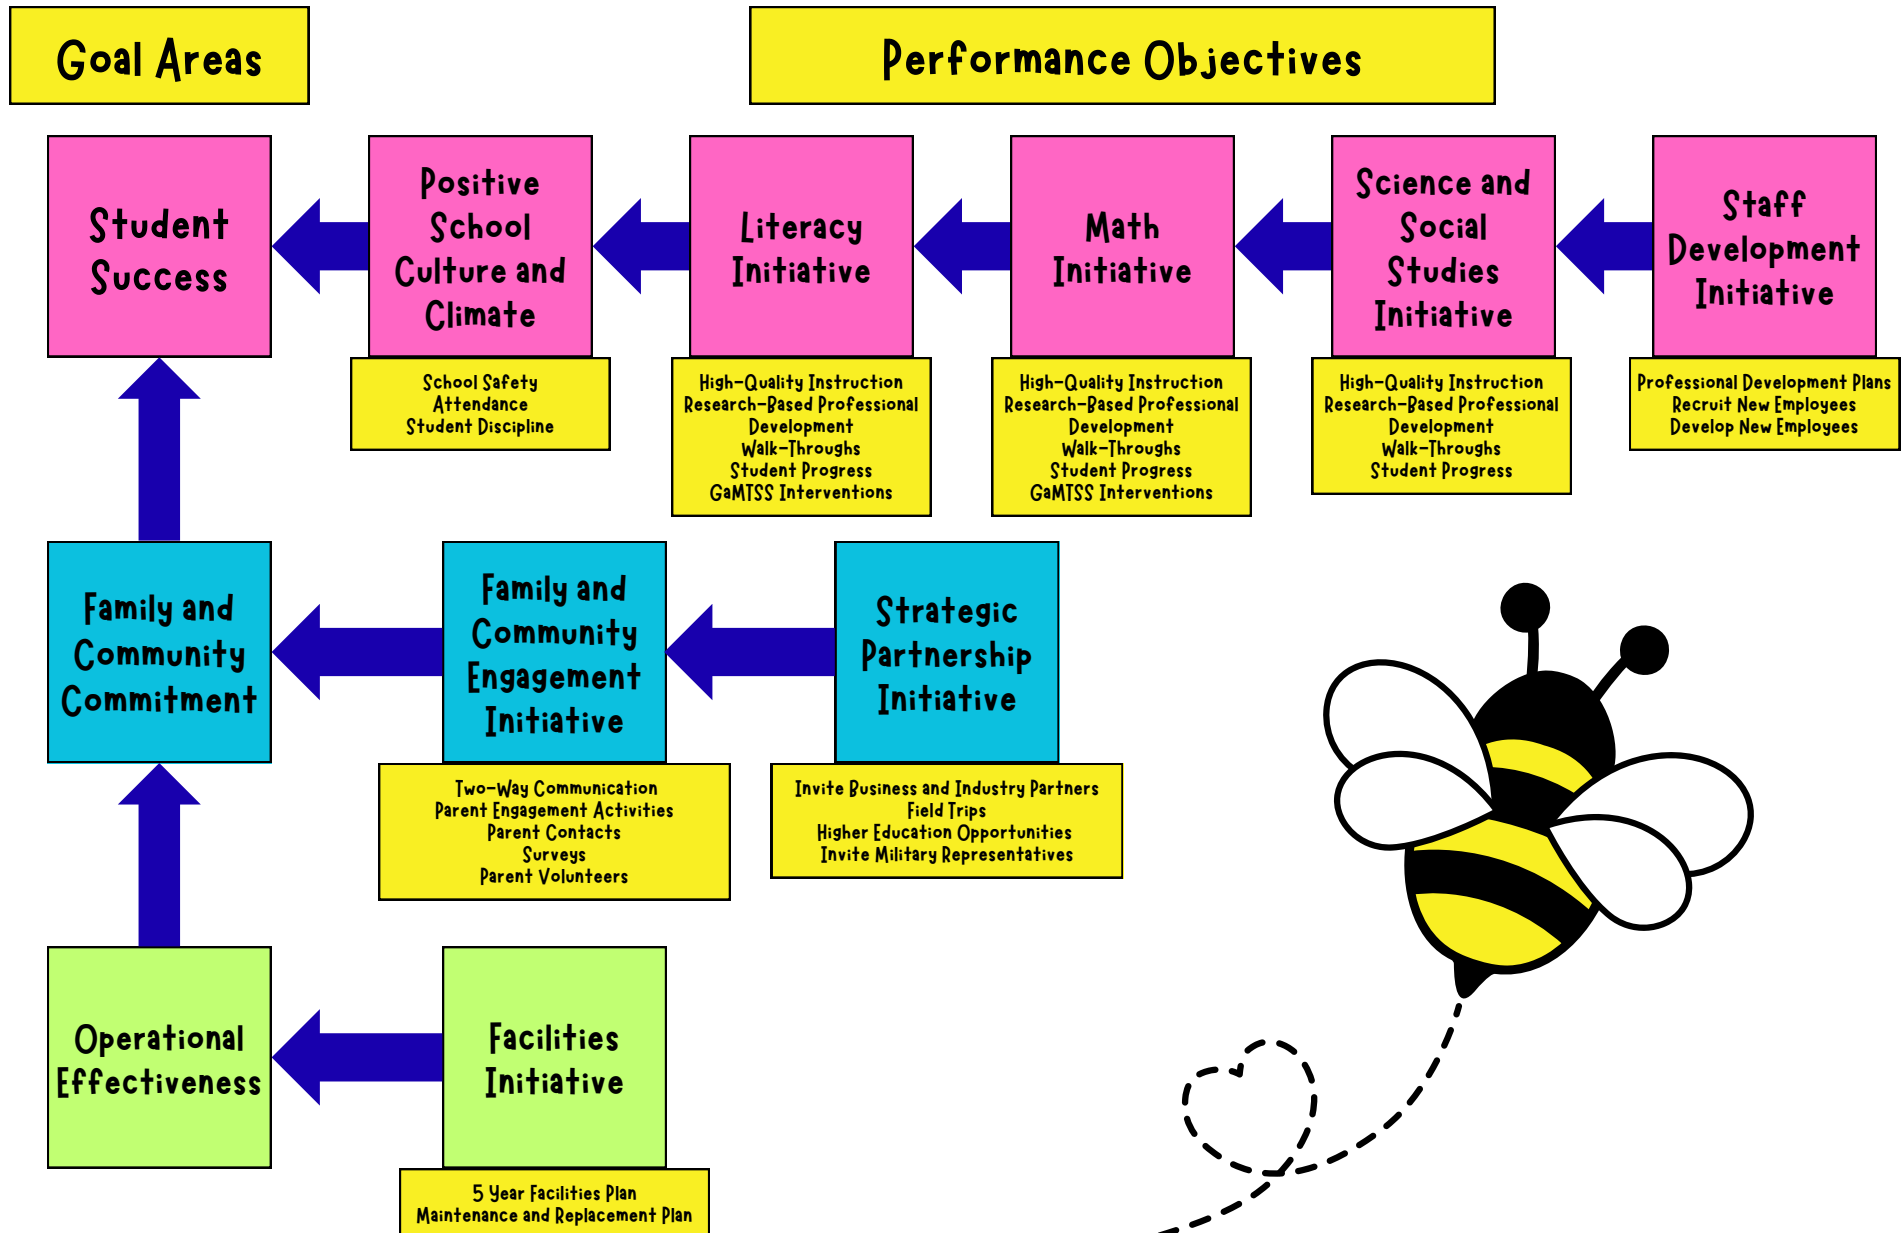 Goal Areas
Performance Objectives
Student
Success
Positive
School
Culture and
Climate
Literacy
Initiative
Math
Initiative
Science and
Social
Studies
Initiative
Staff
Development
Initiative
School Safety
Attendance
Student Discipline
High-Quality Instruction
Research-Based Professional
Development
Walk-Throughs
Student Progress
GaMTSS Interventions
High-Quality Instruction
Research-Based Professional
Development
Walk-Throughs
Student Progress
GaMTSS Interventions
High-Quality Instruction
Research-Based Professional
Development
Walk-Throughs
Student Progress
Professional Development Plans
Recruit New Employees
Develop New Employees
Family and
Community
Commitment
Family and
Community
Engagement
Initiative
Strategic
Partnership
Initiative
Two-Way Communication
Parent Engagement Activities
Parent Contacts
Surveys
Parent Volunteers
Invite Business and Industry Partners
Field Trips
Higher Education Opportunities
Invite Military Representatives
Operational
Effectiveness
Facilities
Initiative
5 Year Facilities Plan
Maintenance and Replacement Plan